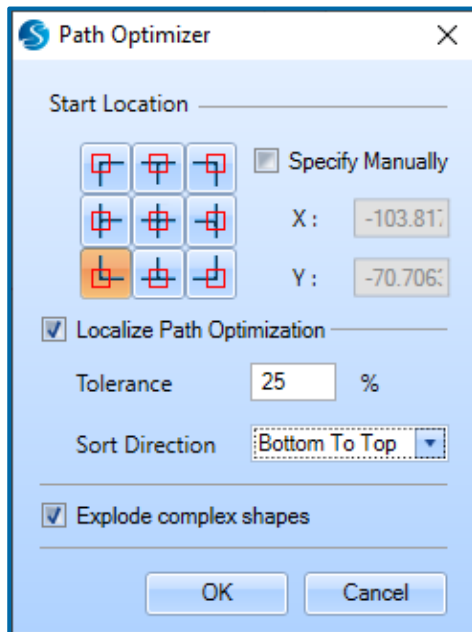 Path Optimizer
Start Location
Specify Manually
X : -103.817
Y : -70.7063
Localize Path Optimization
Tolerance 25 %
Sort Direction Bottom To Top
Explode complex shapes
OK Cancel